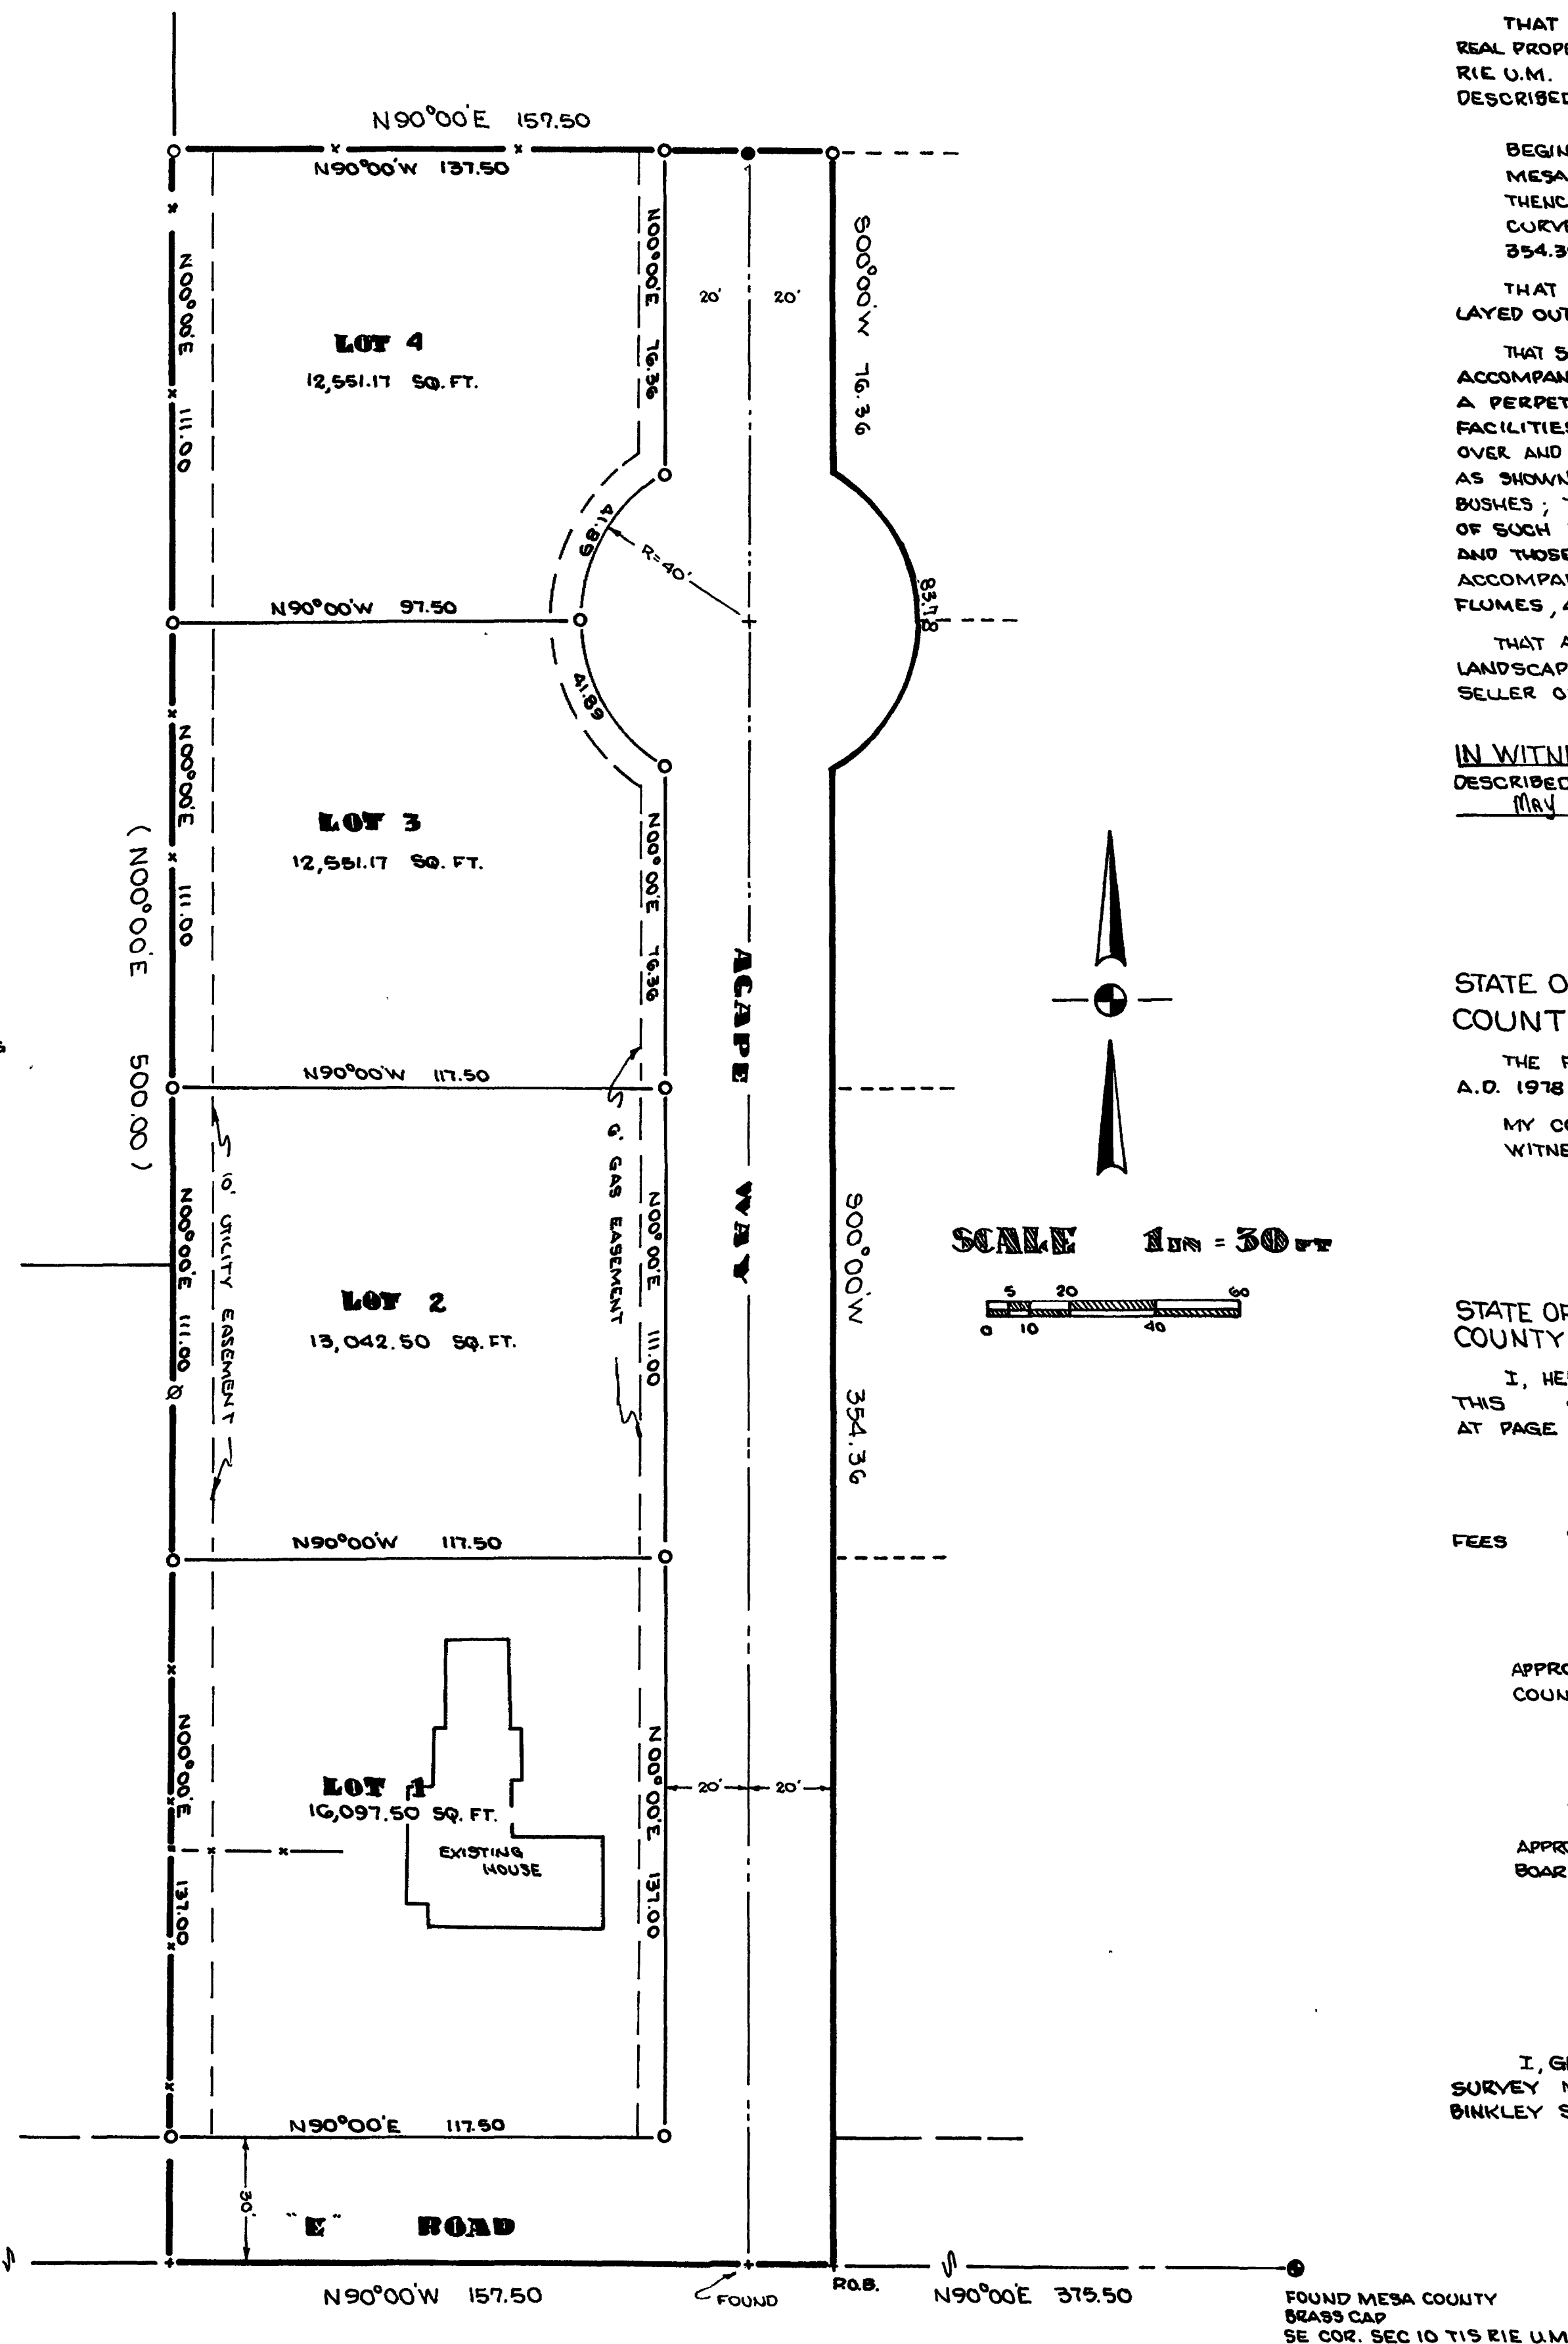 N90°00'E 157.50
N90°00'W 137.50
N00°00'E 111.00
LOT 4
12,551.17 SQ.FT.
N00°00'E 76.36
20' 20'
S00°00'W 76.36
41.89
R=40'
N90°00'W 97.50
83.78
41.89
N00°00'E 111.00
LOT 3
12,551.17 SQ. FT.
N00°00'E 76.36
(N00°00'E 500.00)
AGAPE WAY
N90°00'W 117.50
N00°00'E 111.00
10' UTILITY EASEMENT
LOT 2
13,042.50 SQ. FT.
6' GAS EASEMENT
N00°00'E 111.00
S00°00'W 354.36
SCALE 1 IN = 30 FT
5 20 60
0 10 40
N90°00'W 117.50
N00°00'E 137.00
LOT 1
16,097.50 SQ. FT.
EXISTING
HOUSE
N00°00'E 137.00
20' 20'
N90°00'E 117.50
30'
"E" ROAD
N90°00'W 157.50
FOUND
P.O.B.
N90°00'E 375.50
FOUND MESA COUNTY
BRASS CAP
SE COR. SEC 10 T1S R1E U.M
THAT
REAL PROPE
R1E U.M.
DESCRIBED
BEGIN
MESA
THENC
CURVE
354.3
THAT
LAYED OUT
THAT S
ACCOMPAN
A PERPET
FACILITIES
OVER AND
AS SHOWN
BUSHES; T
OF SUCH
AND THOSE
ACCOMPA
FLUMES,
THAT A
LANDSCAP
SELLER O
IN WITN
DESCRIBED
MAY
STATE O
COUNT
THE F
A.D. 1978
MY CO
WITNE
STATE OF
COUNTY
I, HE
THIS
AT PAGE
FEES
APPRO
COUN
APPRO
BOAR
I, G
SURVEY
BINKLEY S